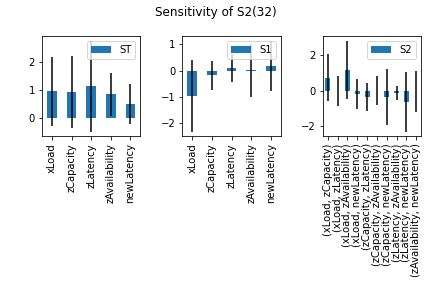 Sensitivity of S2(32)
ST
2
1
0
xLoad
zCapacity
zLatency
zAvailability
newLatency
S1
1
0
−1
−2
xLoad
zCapacity
zLatency
zAvailability
newLatency
S2
2
0
−2
(xLoad, zCapacity)
(xLoad, zLatency)
(xLoad, zAvailability)
(xLoad, newLatency)
(zCapacity, zLatency)
(zCapacity, zAvailability)
(zCapacity, newLatency)
(zLatency, zAvailability)
(zLatency, newLatency)
(zAvailability, newLatency)